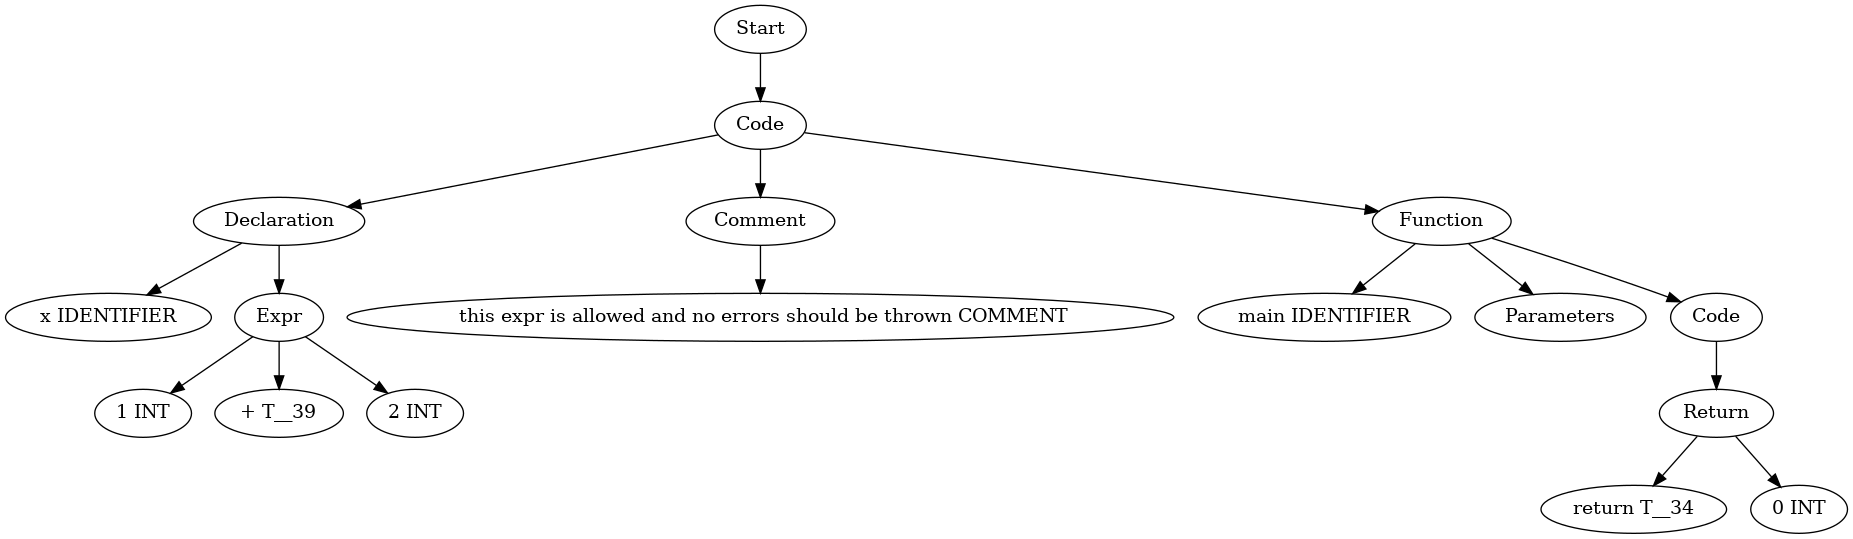 Start
Code
Declaration
Comment
Function
x IDENTIFIER
Expr
this expr is allowed and no errors should be thrown COMMENT
main IDENTIFIER
Parameters
Code
1 INT
+ T__39
2 INT
Return
return T__34
0 INT